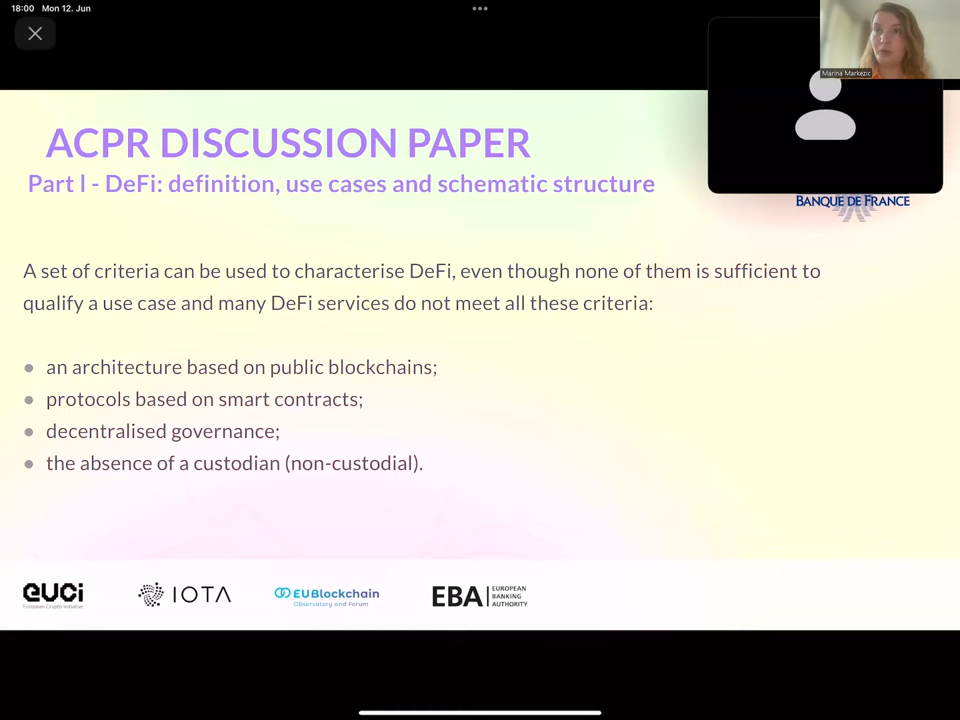 18:00 Mon 12. Jun
Marina Markezic
ACPR DISCUSSION PAPER
Part I - DeFi: definition, use cases and schematic structure
BANQUE DE FRANCE
A set of criteria can be used to characterise DeFi, even though none of them is sufficient to
qualify a use case and many DeFi services do not meet all these criteria:
● an architecture based on public blockchains;
● protocols based on smart contracts;
● decentralised governance;
● the absence of a custodian (non-custodial).
euci
European Crypto Initiative
IOTA
EUBlockchain
Observatory and Forum
EBA
EUROPEAN
BANKING
AUTHORITY